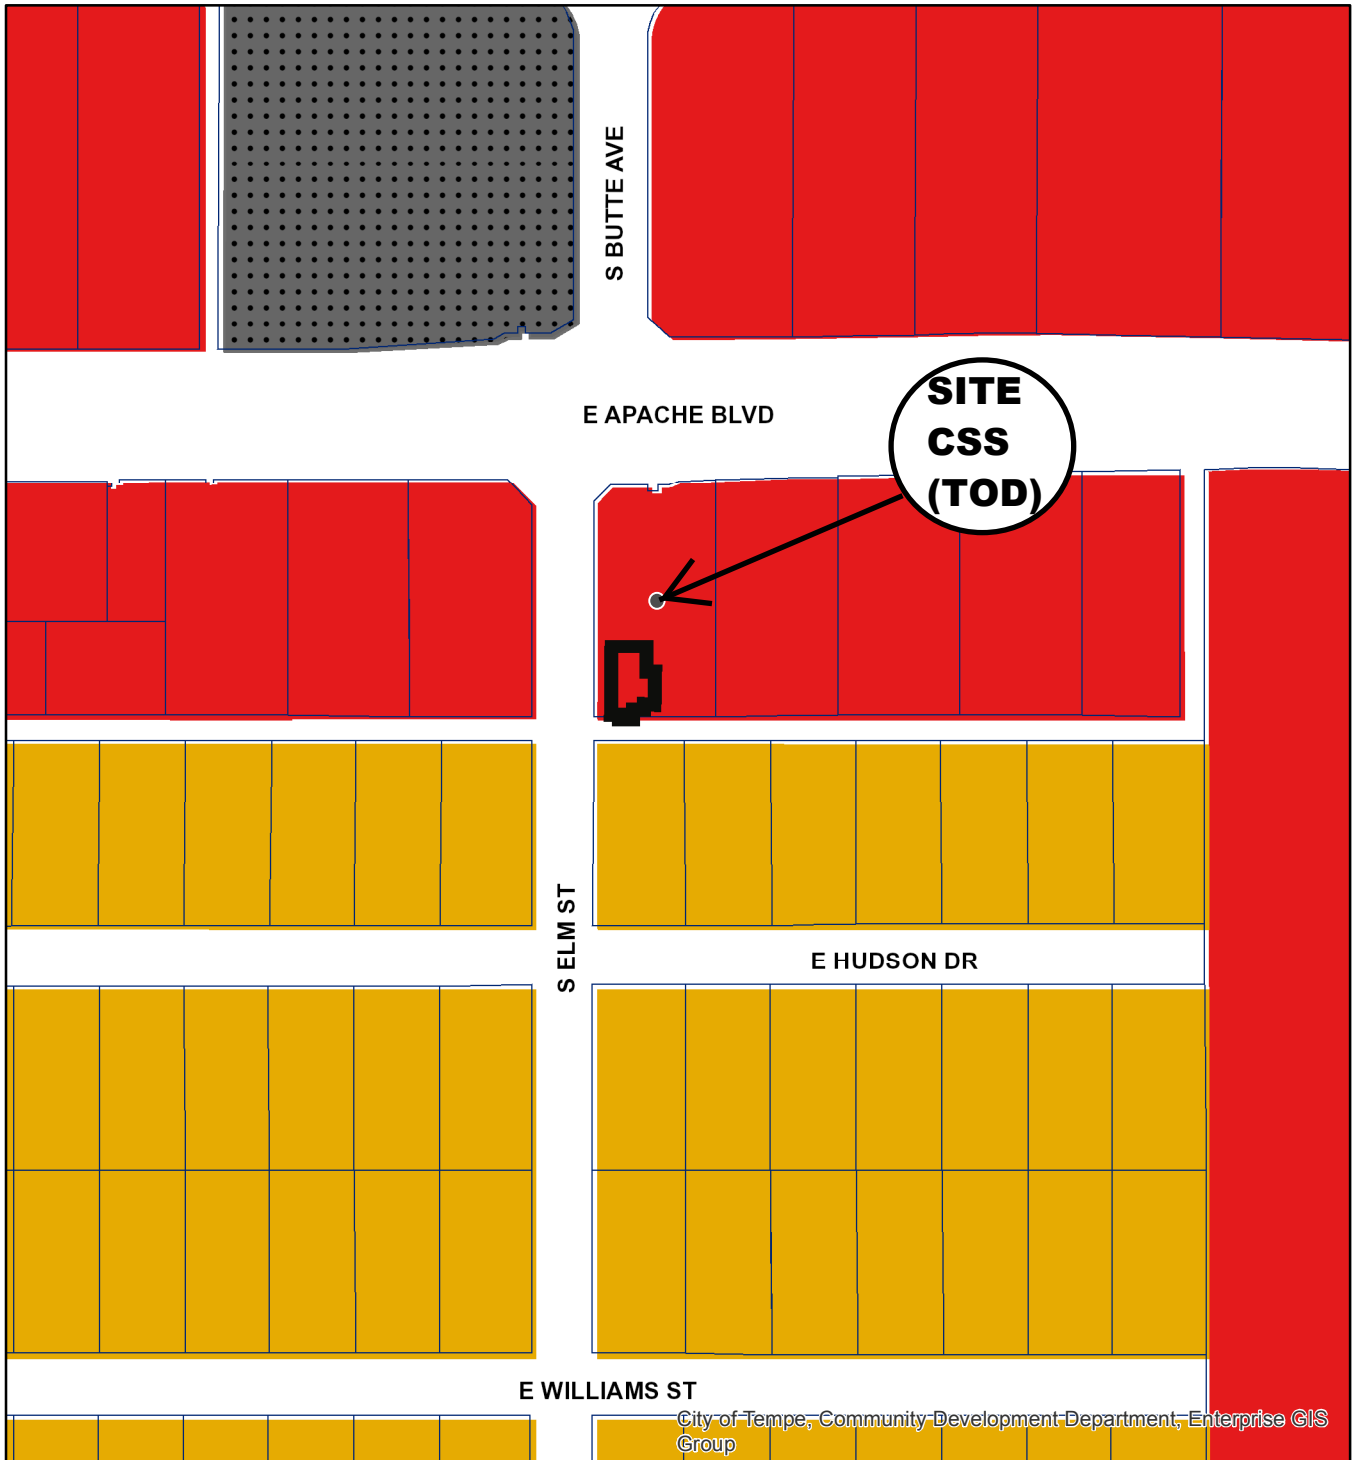 S BUTTE AVE
E APACHE BLVD
SITE
CSS
(TOD)
S ELM ST
E HUDSON DR
E WILLIAMS ST
City of Tempe, Community Development Department, Enterprise GIS
Group